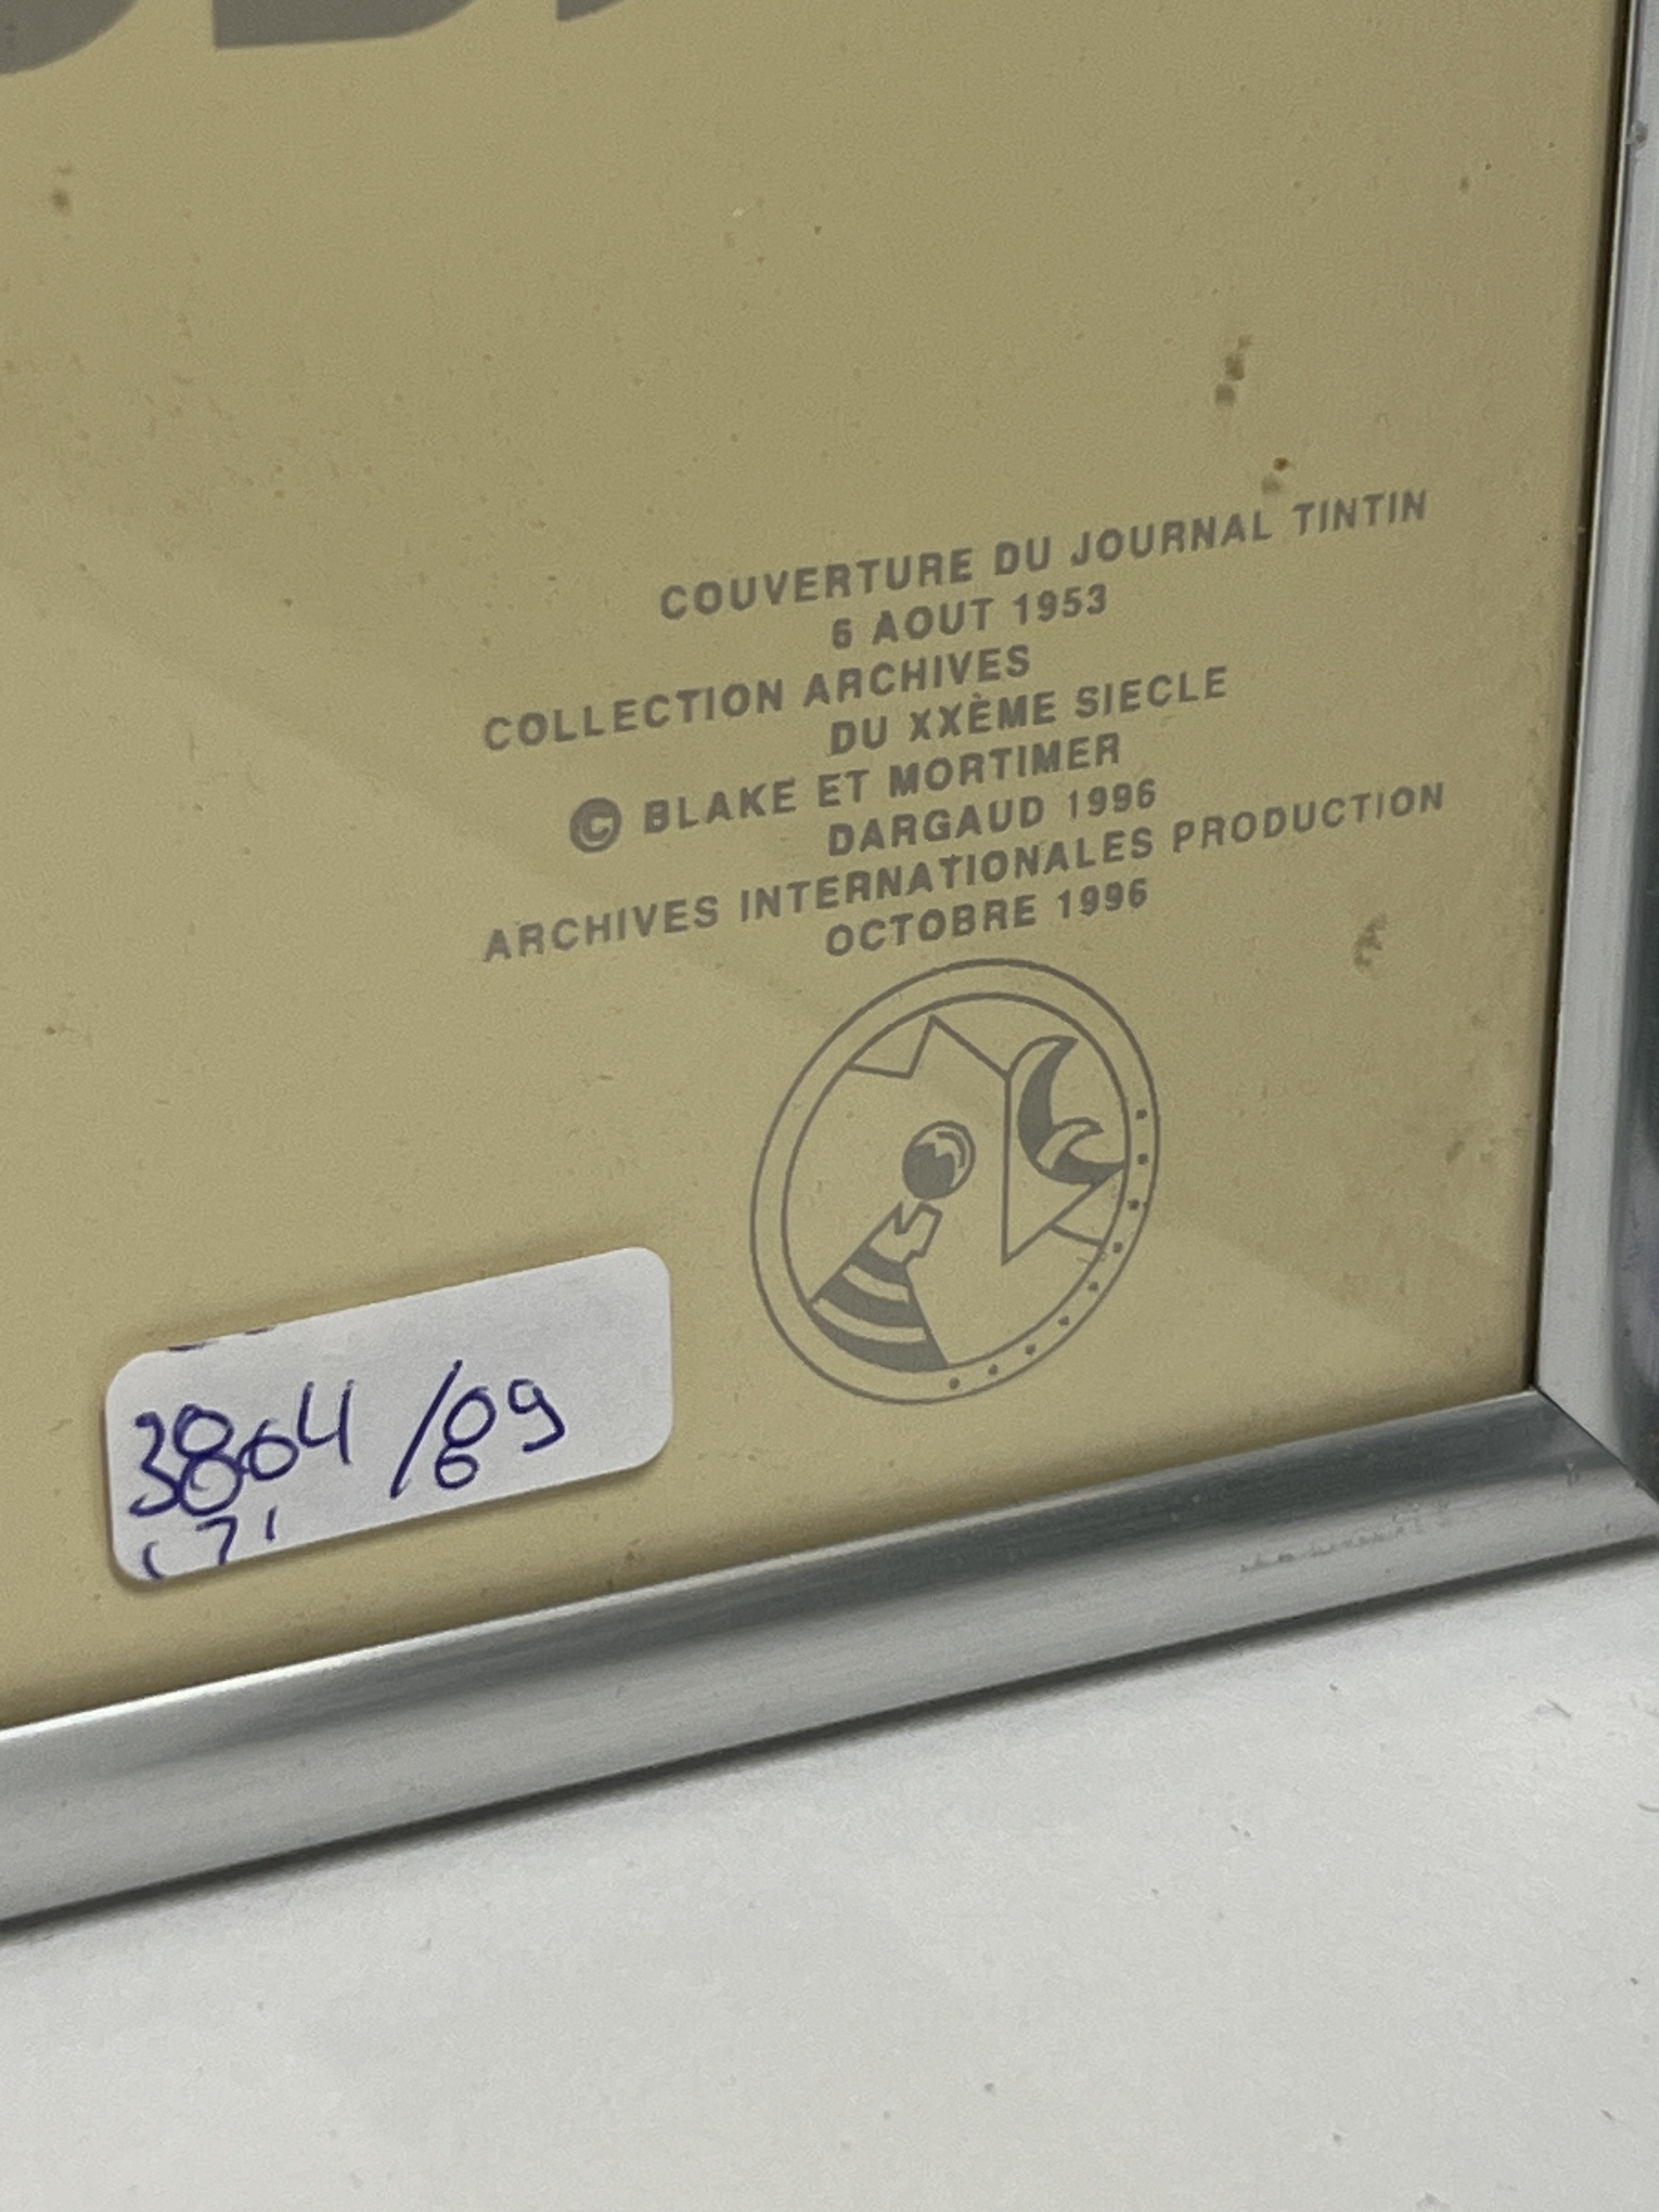 COUVERTURE DU JOURNAL TINTIN
6 AOUT 1953
COLLECTION ARCHIVES
DU XXÈME SIECLE
© BLAKE ET MORTIMER
DARGAUD 1996
ARCHIVES INTERNATIONALES PRODUCTION
OCTOBRE 1996
3804/89